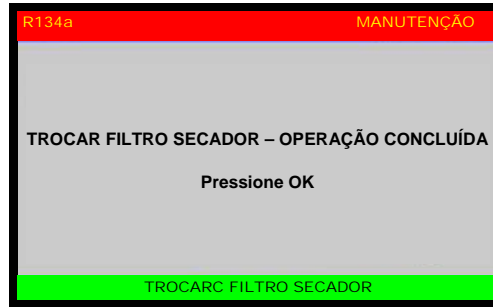 R134a MANUTENÇÃO
TROCAR FILTRO SECADOR – OPERAÇÃO CONCLUÍDA
Pressione OK
TROCARC FILTRO SECADOR